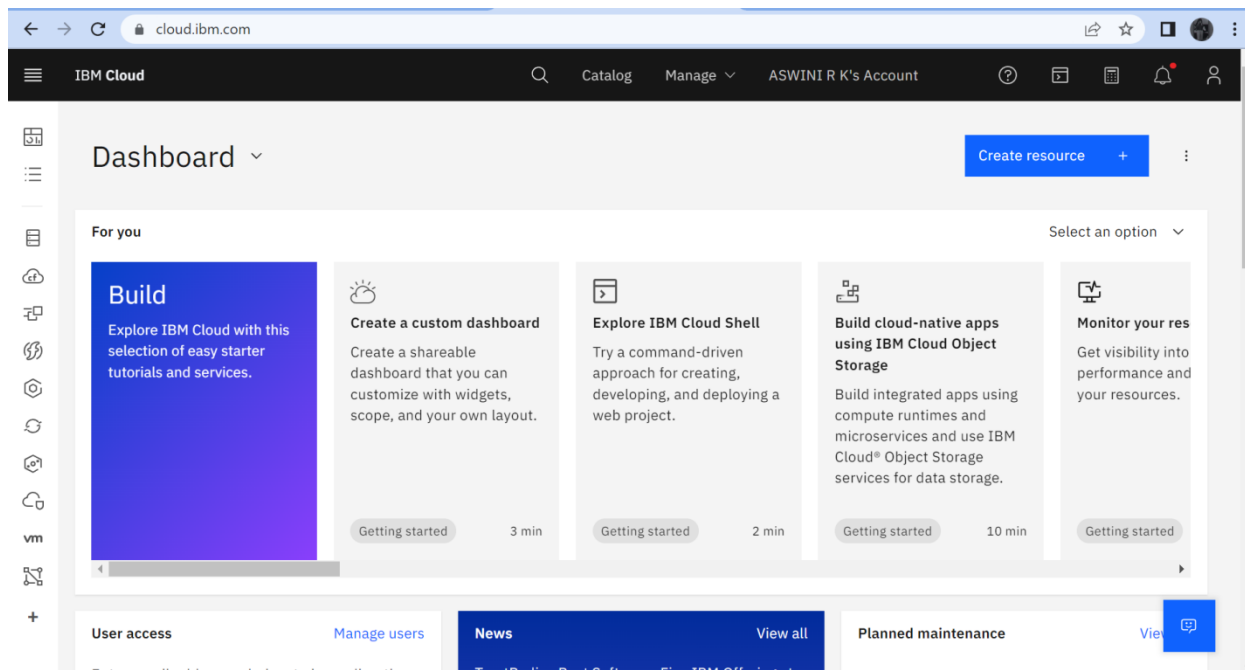 cloud.ibm.com
IBM Cloud
Catalog
Manage
ASWINI R K's Account
Dashboard
Create resource +
For you
Select an option
Build
Explore IBM Cloud with this
selection of easy starter
tutorials and services.
Create a custom dashboard
Create a shareable
dashboard that you can
customize with widgets,
scope, and your own layout.
Getting started
3 min
Explore IBM Cloud Shell
Try a command-driven
approach for creating,
developing, and deploying a
web project.
Getting started
2 min
Build cloud-native apps
using IBM Cloud Object
Storage
Build integrated apps using
compute runtimes and
microservices and use IBM
Cloud® Object Storage
services for data storage.
Getting started
10 min
Monitor your res
Get visibility into
performance and
your resources.
Getting started
cf
vm
+
User access
Manage users
News
View all
Planned maintenance
Vie